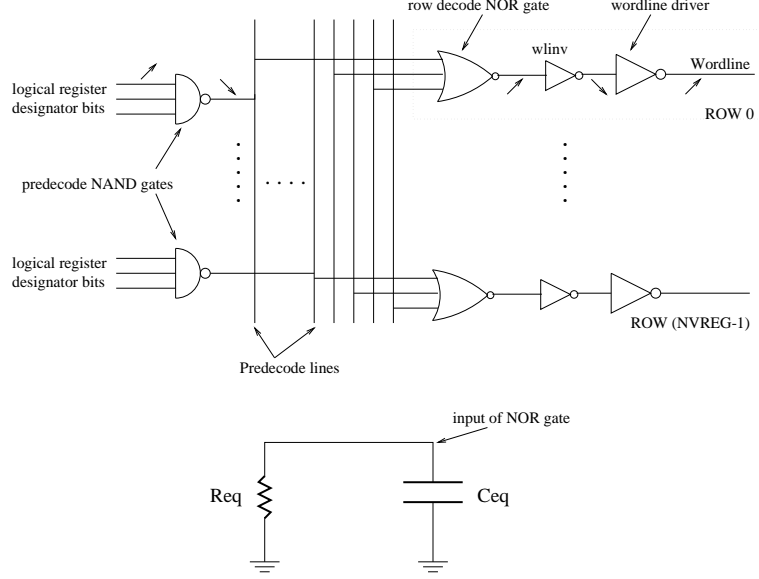 row decode NOR gate
wordline driver
wlinv
Wordline
logical register
designator bits
ROW 0
predecode NAND gates
logical register
designator bits
ROW (NVREG-1)
Predecode lines
input of NOR gate
Req
Ceq